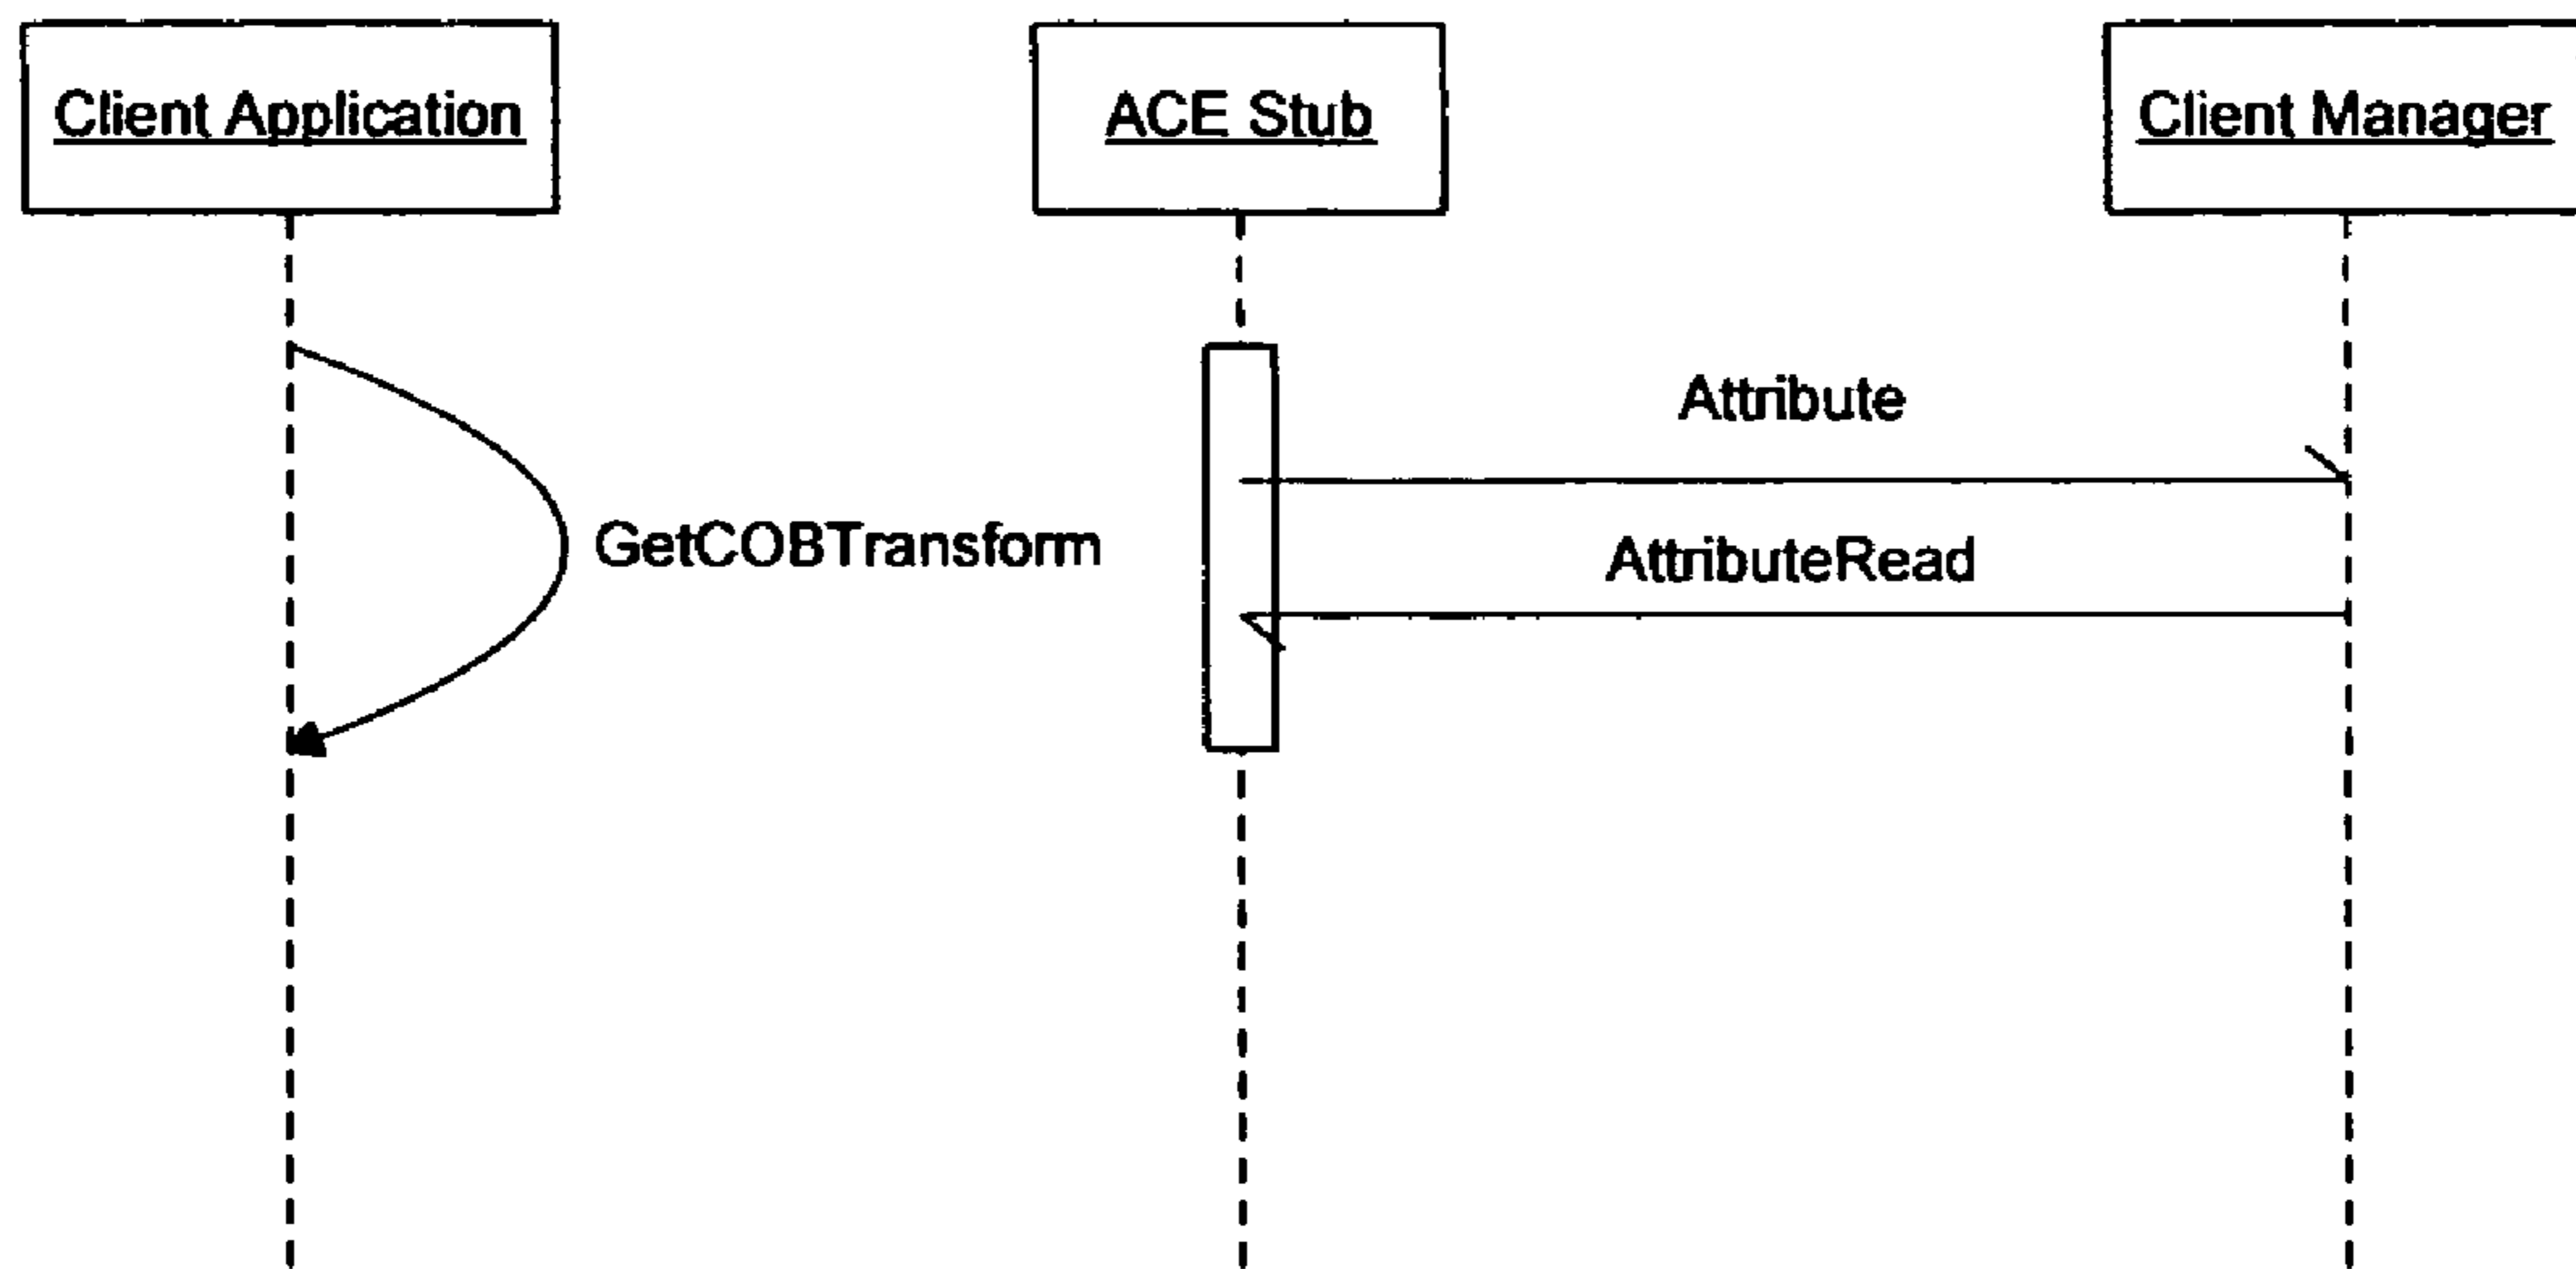 Client Application
ACE Stub
Client Manager
Attribute
GetCOBTransform
AttributeRead